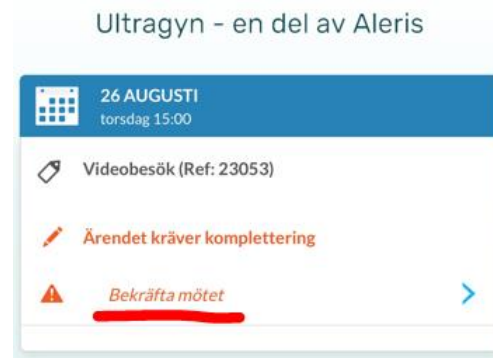 Ultragyn - en del av Aleris
26 AUGUSTI
torsdag 15:00
Videobesök (Ref: 23053)
Ärendet kräver komplettering
Bekräfta mötet